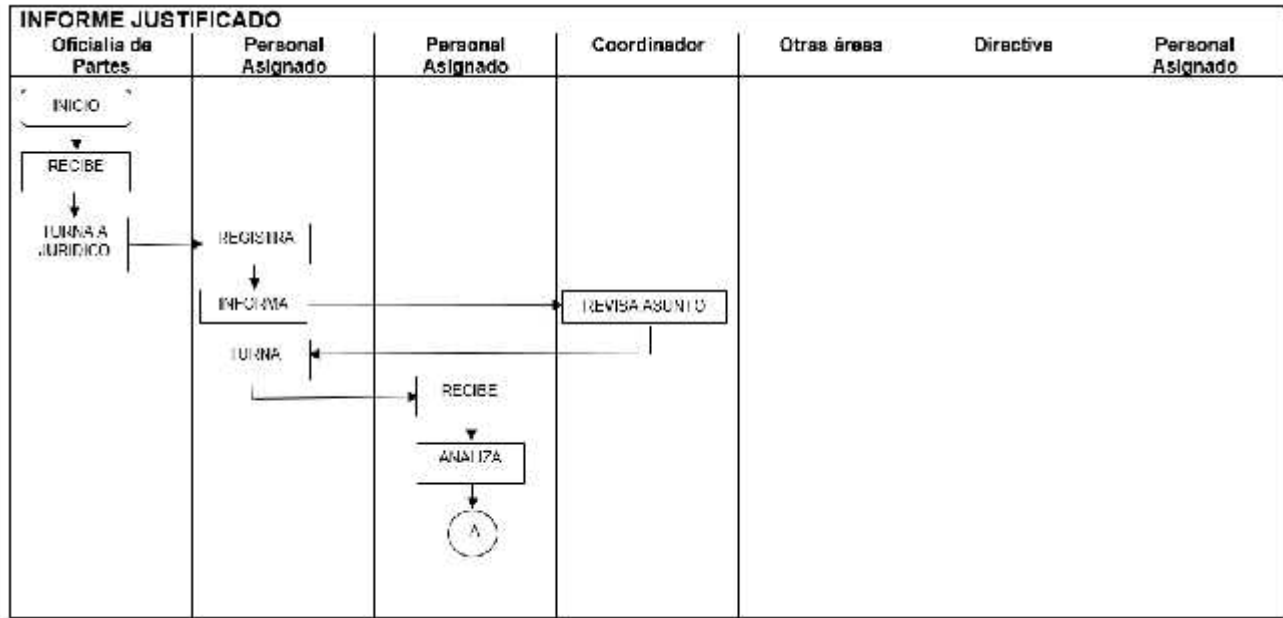 INFORME JUSTIFICADO
Oficialia de
Partes
Personal
Asignado
Personal
Asignado
Coordinador
Otras áreas
Directiva
Personal
Asignado
INICIO
RECIBE
TURNA A
JURIDICO
REGISTRA
INFORMA
REVISA ASUNTO
TURNA
RECIBE
ANALIZA
A